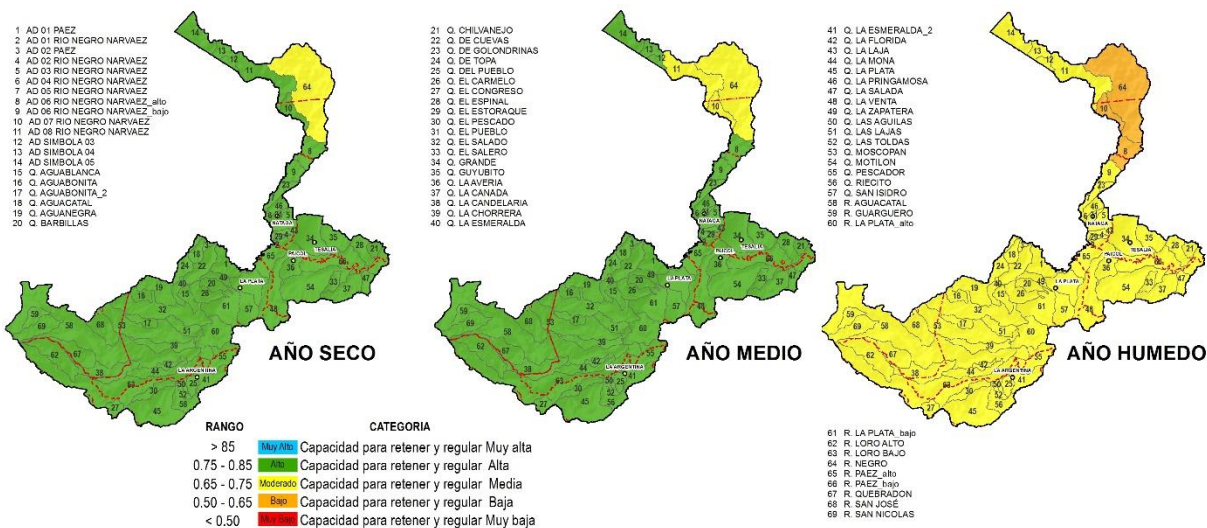 1 AD 01 PAEZ
2 AD 01 RIO NEGRO NARVAEZ
3 AD 02 PAEZ
4 AD 02 RIO NEGRO NARVAEZ
5 AD 03 RIO NEGRO NARVAEZ
6 AD 04 RIO NEGRO NARVAEZ
7 AD 05 RIO NEGRO NARVAEZ
8 AD 06 RIO NEGRO NARVAEZ_alto
9 AD 06 RIO NEGRO NARVAEZ_bajo
10 AD 07 RIO NEGRO NARVAEZ
11 AD 08 RIO NEGRO NARVAEZ
12 AD SIMBOLA 03
13 AD SIMBOLA 04
14 AD SIMBOLA 05
15 Q. AGUABLANCA
16 Q. AGUABONITA
17 Q. AGUABONITA_2
18 Q. AGUACATAL
19 Q. AGUANEGRA
20 Q. BARBILLAS
21 Q. CHILVANEJO
22 Q. DE CUEVAS
23 Q. DE GOLONDRINAS
24 Q. DE TOPA
25 Q. DEL PUEBLO
26 Q. EL CARMELO
27 Q. EL CONGRESO
28 Q. EL ESPINAL
29 Q. EL ESTORAQUE
30 Q. EL PESCADO
31 Q. EL PUEBLO
32 Q. EL SALADO
33 Q. EL SALERO
34 Q. GRANDE
35 Q. GUYUBITO
36 Q. LA AVERIA
37 Q. LA CANADA
38 Q. LA CANDELARIA
39 Q. LA CHORRERA
40 Q. LA ESMERALDA
41 Q. LA ESMERALDA_2
42 Q. LA FLORIDA
43 Q. LA LAJA
44 Q. LA MONA
45 Q. LA PLATA
46 Q. LA PRINGAMOSA
47 Q. LA SALADA
48 Q. LA VENTA
49 Q. LA ZAPATERA
50 Q. LAS AGUILAS
51 Q. LAS LAJAS
52 Q. LAS TOLDAS
53 Q. MOSCOPAN
54 Q. MOTILON
55 Q. PESCADOR
56 Q. RIECITO
57 Q. SAN ISIDRO
58 R. AGUACATAL
59 R. GUARGUERO
60 R. LA PLATA_alto
61 R. LA PLATA_bajo
62 R. LORO ALTO
63 R. LORO BAJO
64 R. NEGRO
65 R. PAEZ_alto
66 R. PAEZ_bajo
67 R. QUEBRADON
68 R. SAN JOSÉ
69 R. SAN NICOLAS
NATAGA
TESALIA
PAICOL
LA PLATA
LA ARGENTINA
AÑO SECO
NATAGA
TESALIA
PAICOL
LA PLATA
LA ARGENTINA
AÑO MEDIO
NATAGA
TESALIA
PAICOL
LA PLATA
LA ARGENTINA
AÑO HUMEDO
RANGO CATEGORIA
> 85 Muy Alto Capacidad para retener y regular Muy alta
0.75 - 0.85 Alto Capacidad para retener y regular Alta
0.65 - 0.75 Moderado Capacidad para retener y regular Media
0.50 - 0.65 Bajo Capacidad para retener y regular Baja
< 0.50 Muy Bajo Capacidad para retener y regular Muy baja